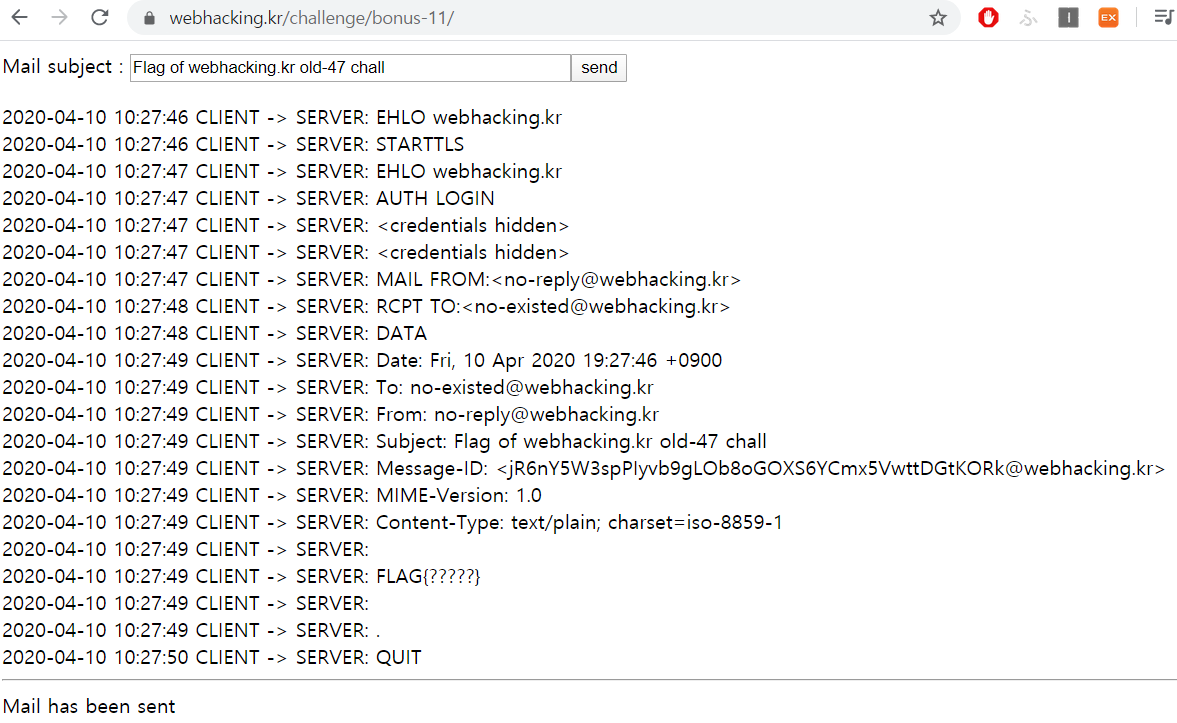 webhacking.kr/challenge/bonus-11/
EX
Mail subject : Flag of webhacking.kr old-47 chall send
2020-04-10 10:27:46 CLIENT -> SERVER: EHLO webhacking.kr
2020-04-10 10:27:46 CLIENT -> SERVER: STARTTLS
2020-04-10 10:27:47 CLIENT -> SERVER: EHLO webhacking.kr
2020-04-10 10:27:47 CLIENT -> SERVER: AUTH LOGIN
2020-04-10 10:27:47 CLIENT -> SERVER: <credentials hidden>
2020-04-10 10:27:47 CLIENT -> SERVER: <credentials hidden>
2020-04-10 10:27:47 CLIENT -> SERVER: MAIL FROM:<no-reply@webhacking.kr>
2020-04-10 10:27:48 CLIENT -> SERVER: RCPT TO:<no-existed@webhacking.kr>
2020-04-10 10:27:48 CLIENT -> SERVER: DATA
2020-04-10 10:27:49 CLIENT -> SERVER: Date: Fri, 10 Apr 2020 19:27:46 +0900
2020-04-10 10:27:49 CLIENT -> SERVER: To: no-existed@webhacking.kr
2020-04-10 10:27:49 CLIENT -> SERVER: From: no-reply@webhacking.kr
2020-04-10 10:27:49 CLIENT -> SERVER: Subject: Flag of webhacking.kr old-47 chall
2020-04-10 10:27:49 CLIENT -> SERVER: Message-ID: <jR6nY5W3spPIyvb9gLOb8oGOXS6YCmx5VwttDGtKORk@webhacking.kr>
2020-04-10 10:27:49 CLIENT -> SERVER: MIME-Version: 1.0
2020-04-10 10:27:49 CLIENT -> SERVER: Content-Type: text/plain; charset=iso-8859-1
2020-04-10 10:27:49 CLIENT -> SERVER:
2020-04-10 10:27:49 CLIENT -> SERVER: FLAG{?????}
2020-04-10 10:27:49 CLIENT -> SERVER:
2020-04-10 10:27:49 CLIENT -> SERVER: .
2020-04-10 10:27:50 CLIENT -> SERVER: QUIT
Mail has been sent